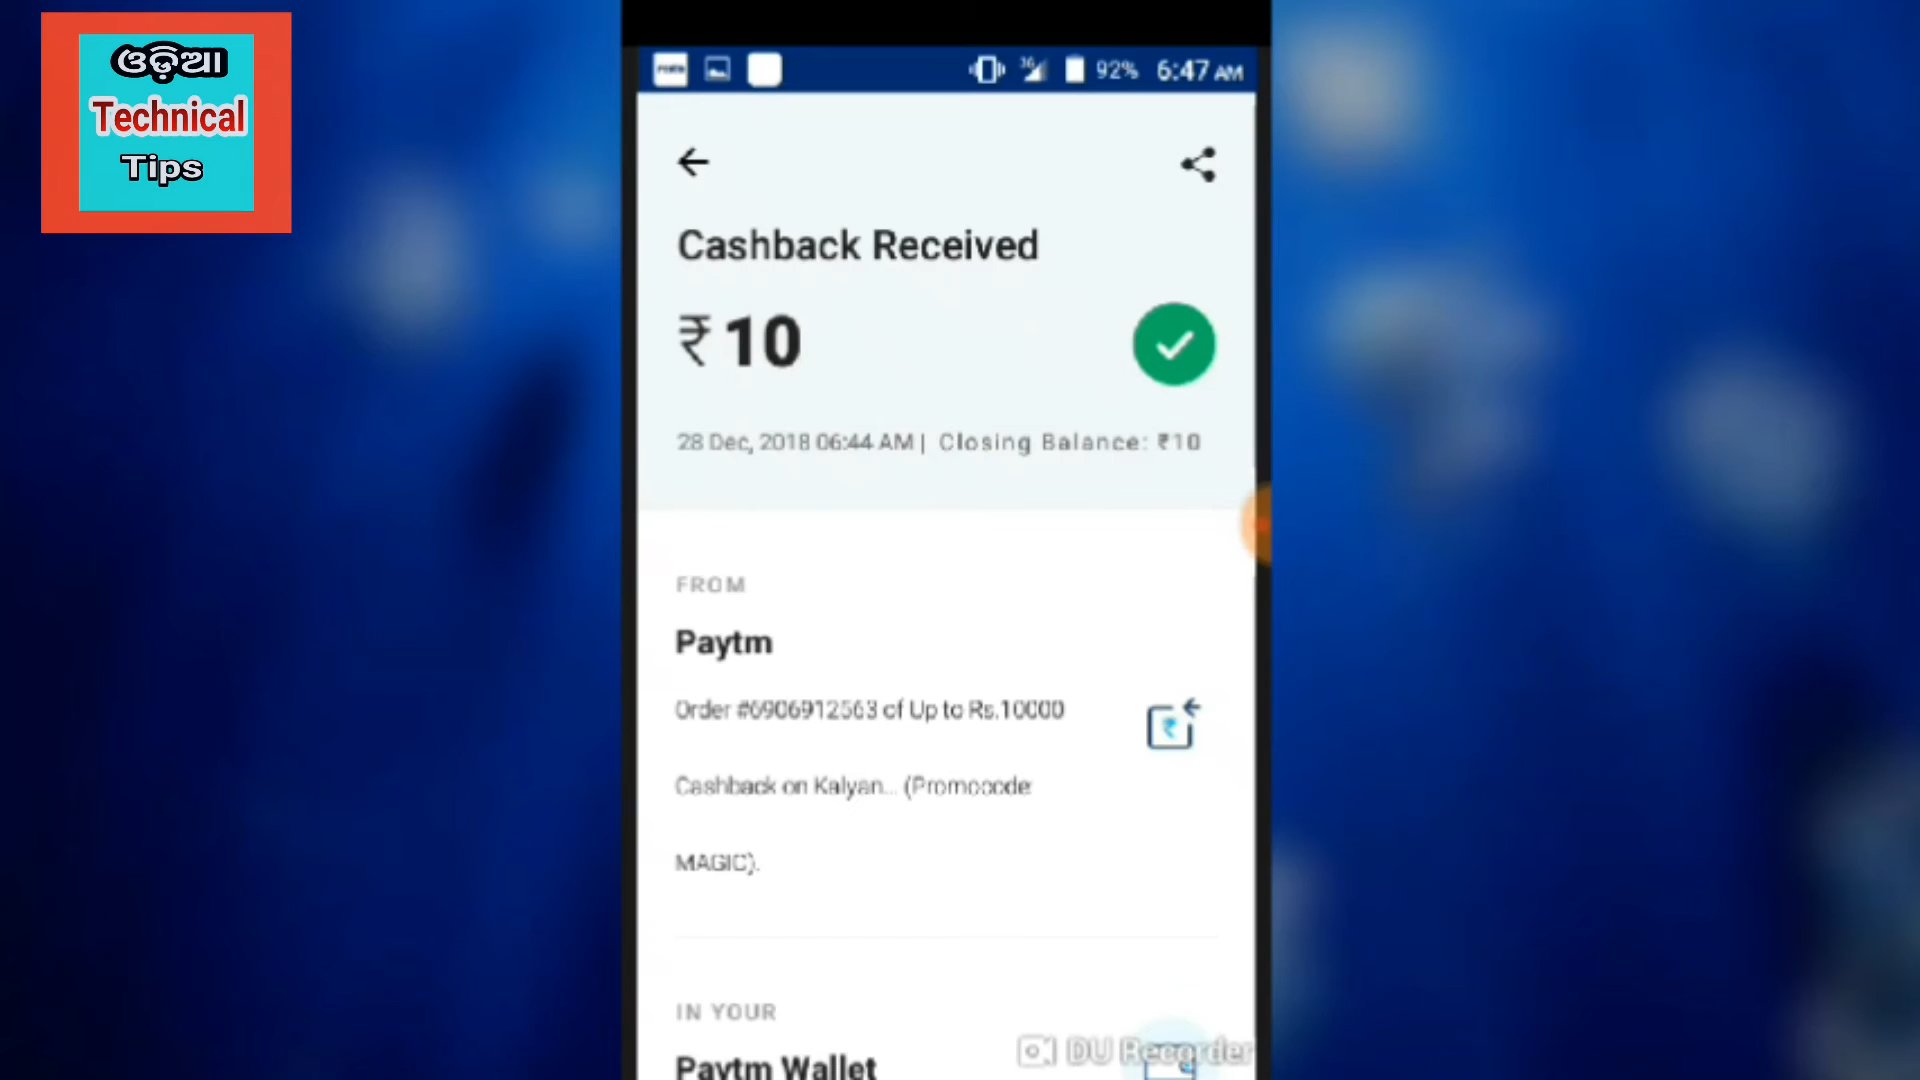 ଓଡ଼ିଆ
Technical
Tips
92% 6:47 AM
Cashback Received
₹ 10
28 Dec, 2018 06:44 AM | Closing Balance: ₹10
FROM
Paytm
Order #6906912563 of Up to Rs.10000
Cashback on Kalyan... (Promocode:
MAGIC).
IN YOUR
Paytm Wallet
DU Recorder